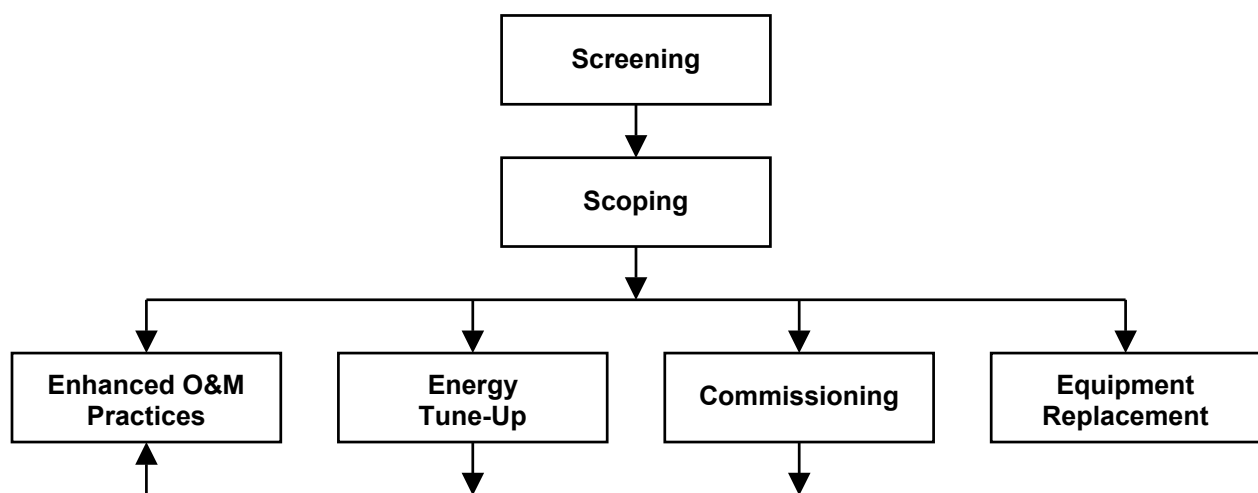 Screening
Scoping
Enhanced O&M
Practices
Energy
Tune-Up
Commissioning
Equipment
Replacement